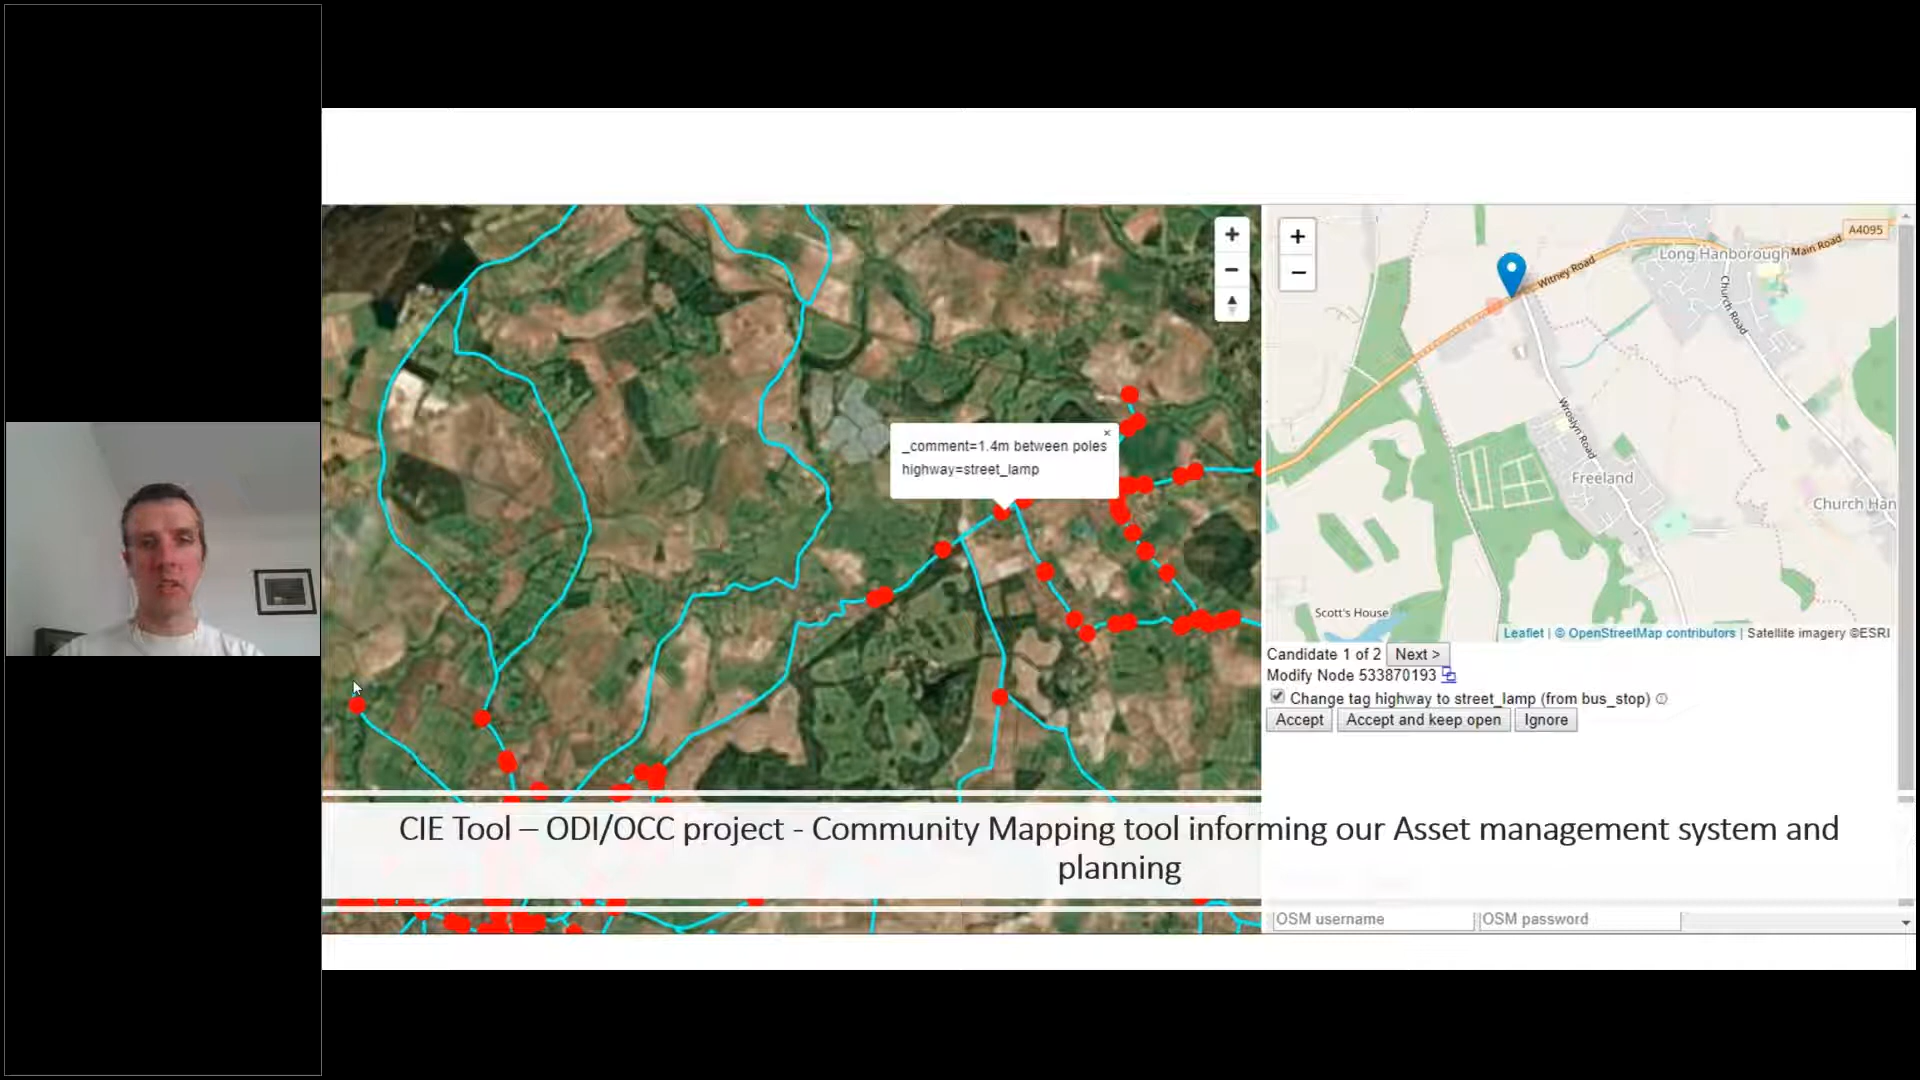 _comment=1.4m between poles
highway=street_lamp
A4095
Main Road
Long Hanborough
Witney Road
Church Road
Wroslyn Road
Freeland
Church Han
Scott's House
Leaflet | © OpenStreetMap contributors | Satellite imagery ©ESRI
Candidate 1 of 2 Next >
Modify Node 533870193
Change tag highway to street_lamp (from bus_stop)
Accept Accept and keep open Ignore
CIE Tool – ODI/OCC project - Community Mapping tool informing our Asset management system and
planning
OSM username OSM password